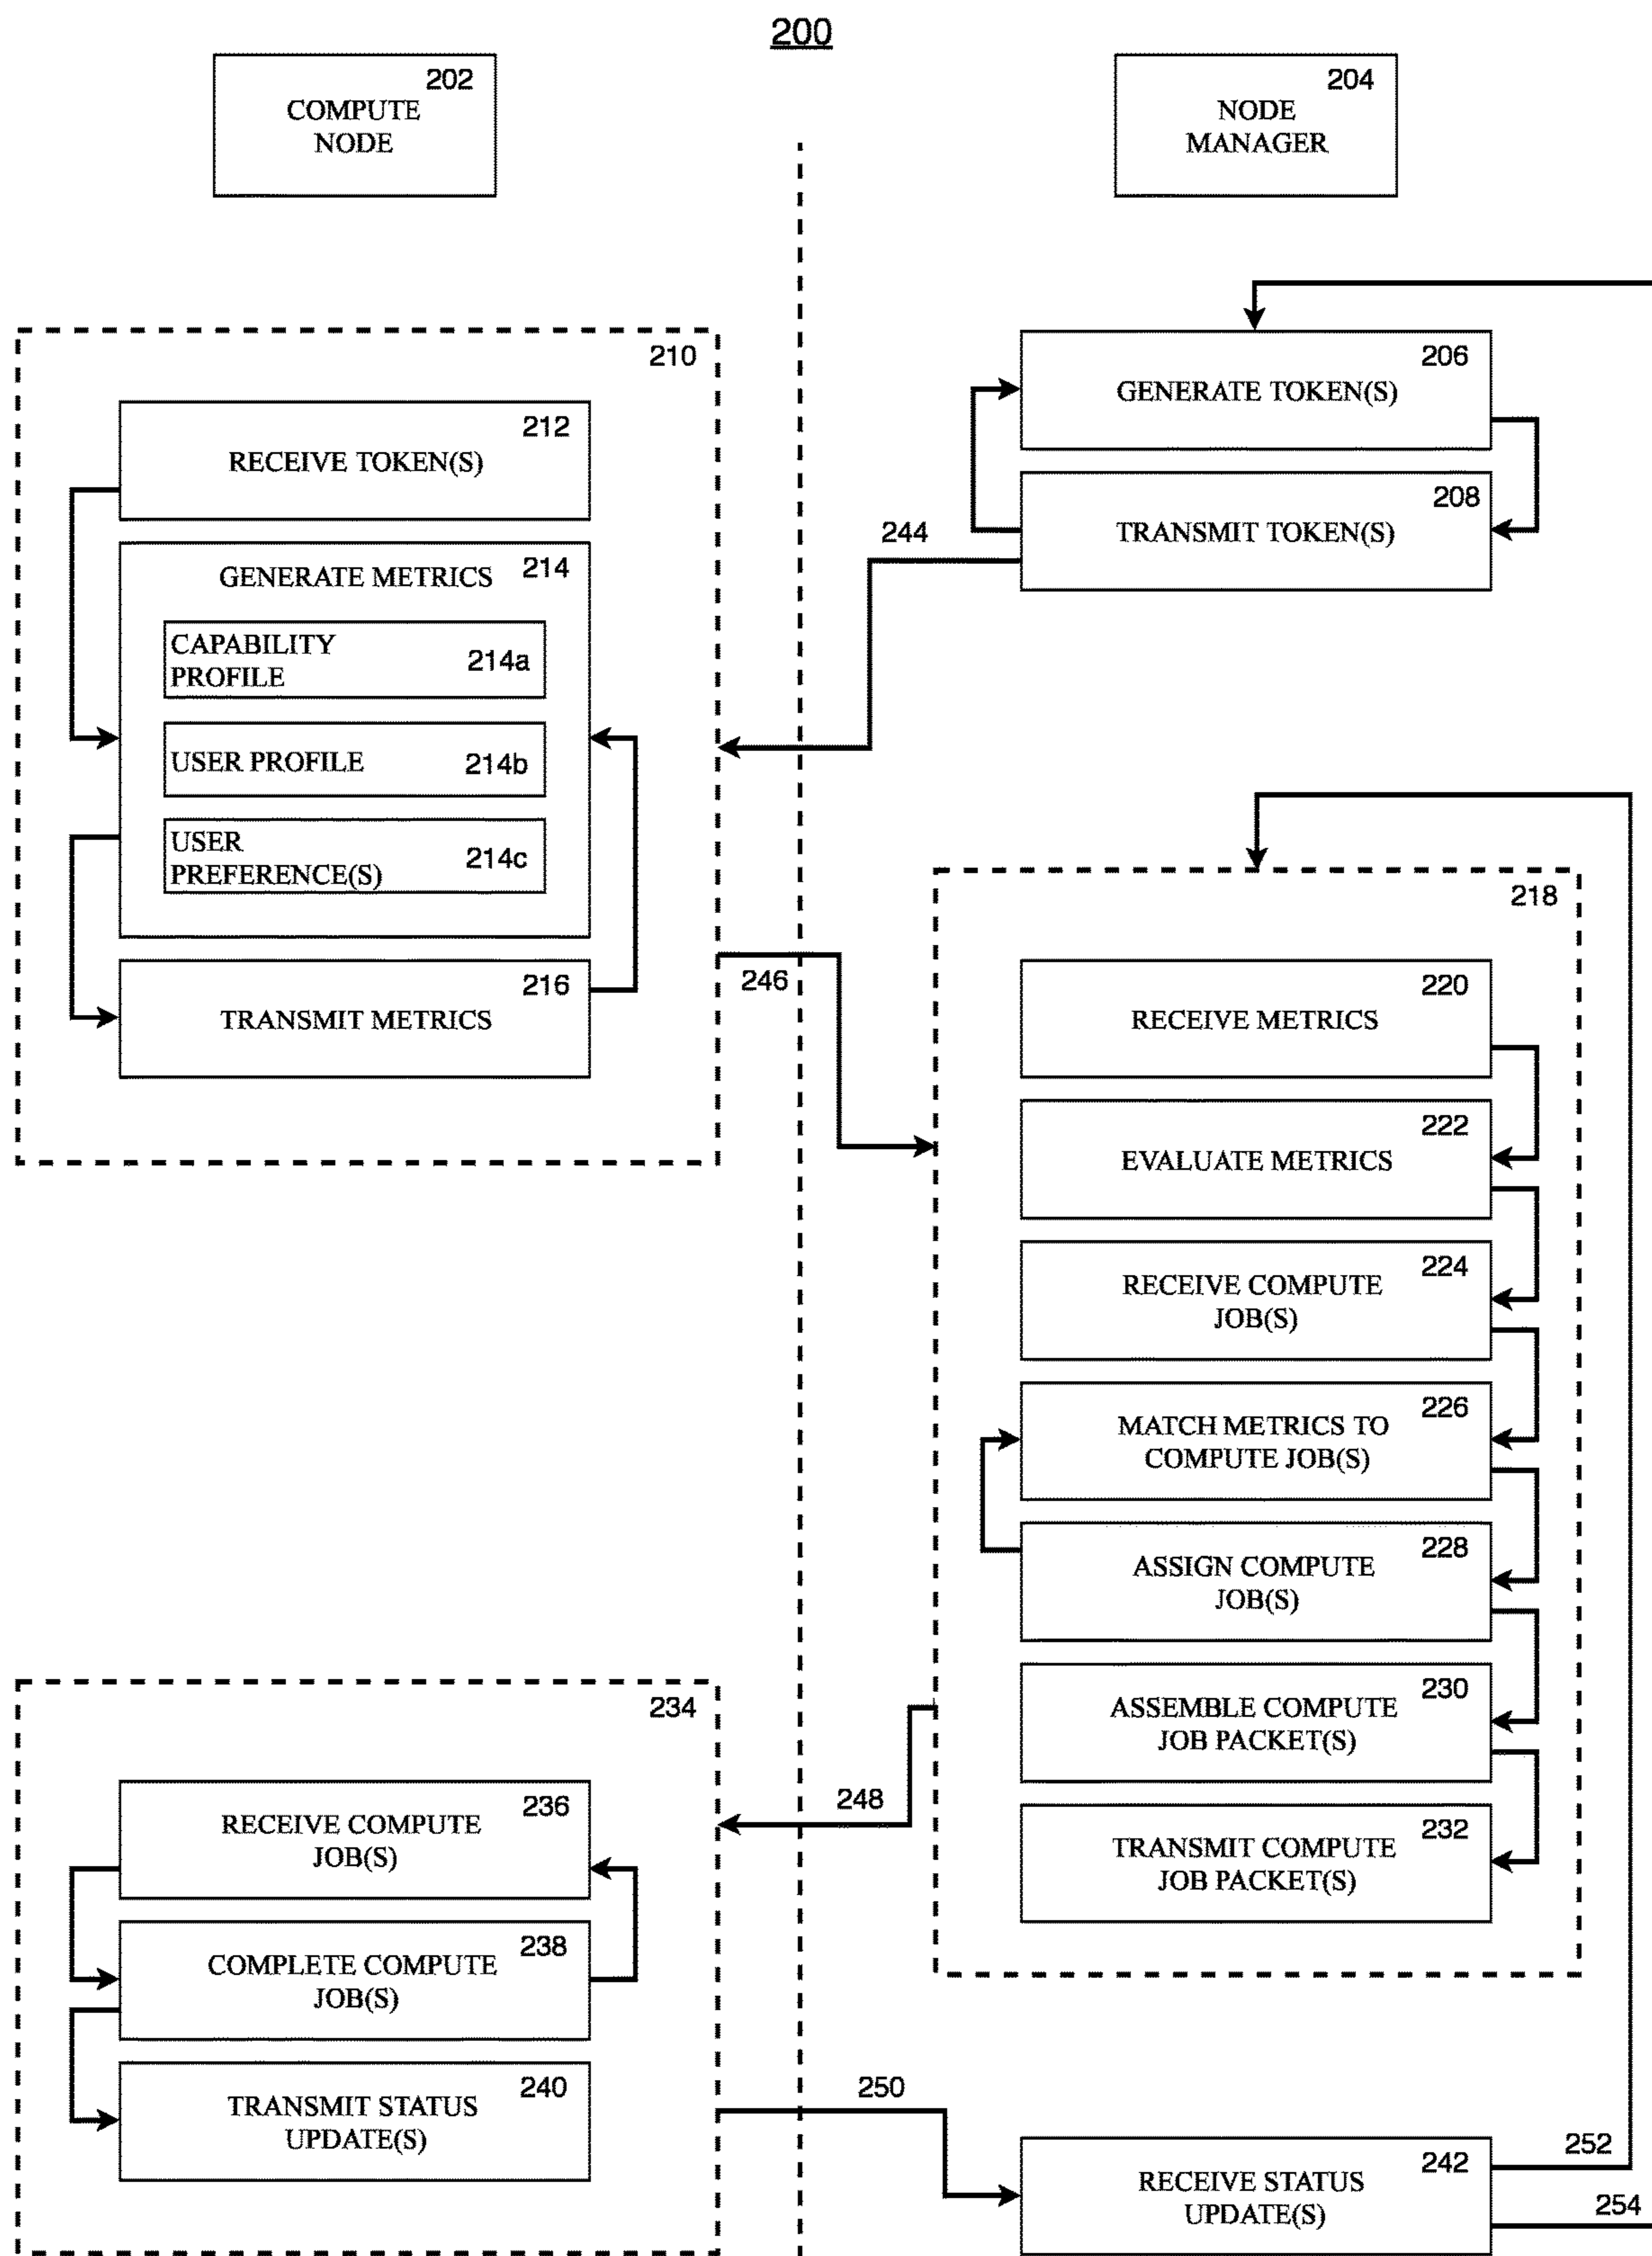 200
202
COMPUTE
NODE
204
NODE
MANAGER
210
212
RECEIVE TOKEN(S)
GENERATE METRICS 214
CAPABILITY
PROFILE
214a
USER PROFILE 214b
USER
PREFERENCE(S)
214c
216
TRANSMIT METRICS
206
GENERATE TOKEN(S)
208
TRANSMIT TOKEN(S)
244
246
218
220
RECEIVE METRICS
222
EVALUATE METRICS
224
RECEIVE COMPUTE
JOB(S)
226
MATCH METRICS TO
COMPUTE JOB(S)
228
ASSIGN COMPUTE
JOB(S)
230
ASSEMBLE COMPUTE
JOB PACKET(S)
232
TRANSMIT COMPUTE
JOB PACKET(S)
248
234
236
RECEIVE COMPUTE
JOB(S)
238
COMPLETE COMPUTE
JOB(S)
240
TRANSMIT STATUS
UPDATE(S)
250
242
RECEIVE STATUS
UPDATE(S)
252
254